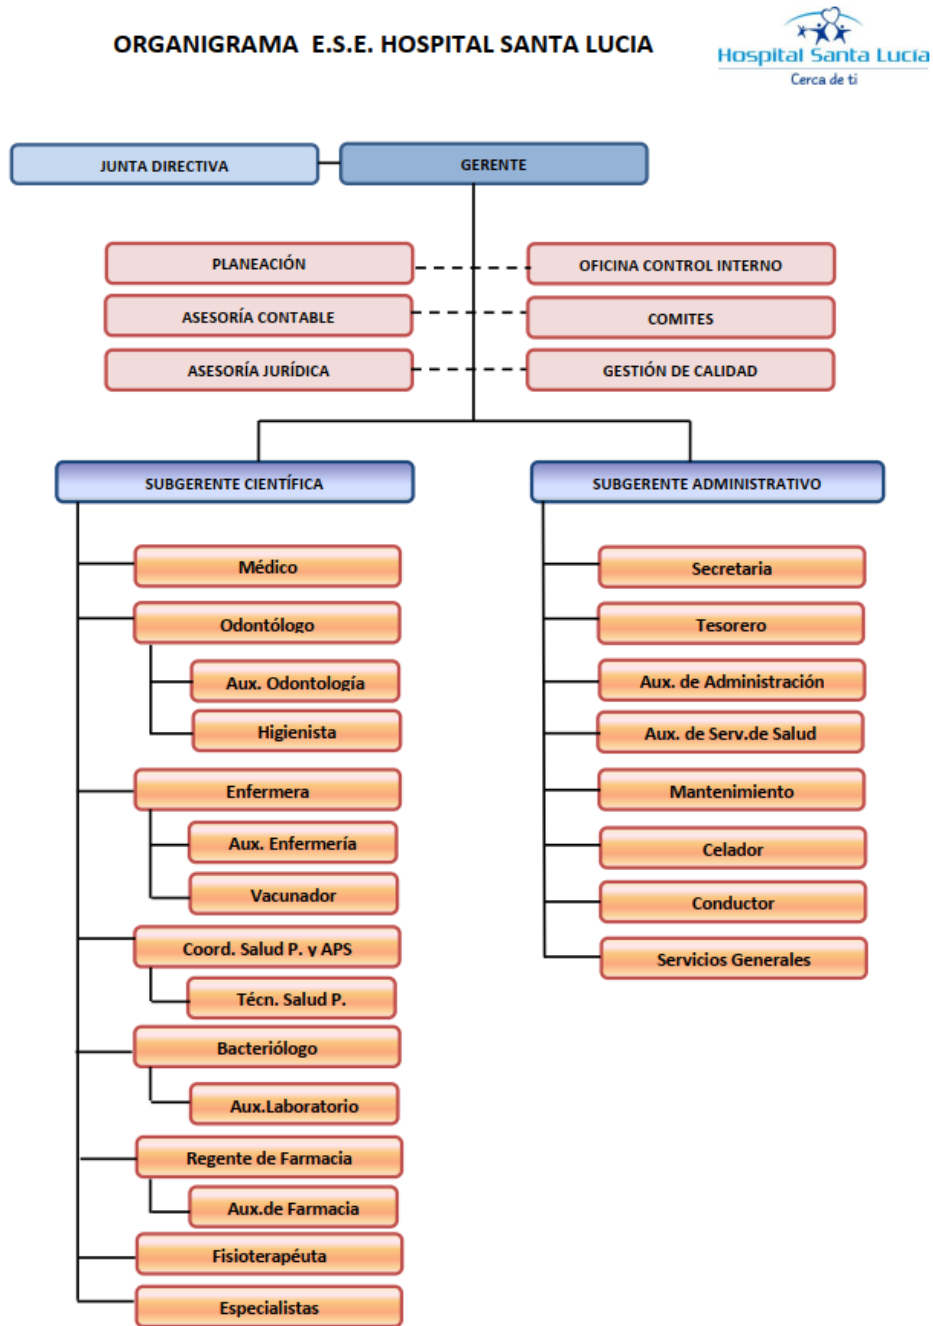 ORGANIGRAMA E.S.E. HOSPITAL SANTA LUCIA
Hospital Santa Lucía
Cerca de ti
JUNTA DIRECTIVA
GERENTE
PLANEACIÓN
OFICINA CONTROL INTERNO
ASESORÍA CONTABLE
COMITES
ASESORÍA JURÍDICA
GESTIÓN DE CALIDAD
SUBGERENTE CIENTÍFICA
SUBGERENTE ADMINISTRATIVO
Médico
Odontólogo
Aux. Odontología
Higienista
Enfermera
Aux. Enfermería
Vacunador
Coord. Salud P. y APS
Técn. Salud P.
Bacteriólogo
Aux.Laboratorio
Regente de Farmacia
Aux.de Farmacia
Fisioterapéuta
Especialistas
Secretaria
Tesorero
Aux. de Administración
Aux. de Serv.de Salud
Mantenimiento
Celador
Conductor
Servicios Generales